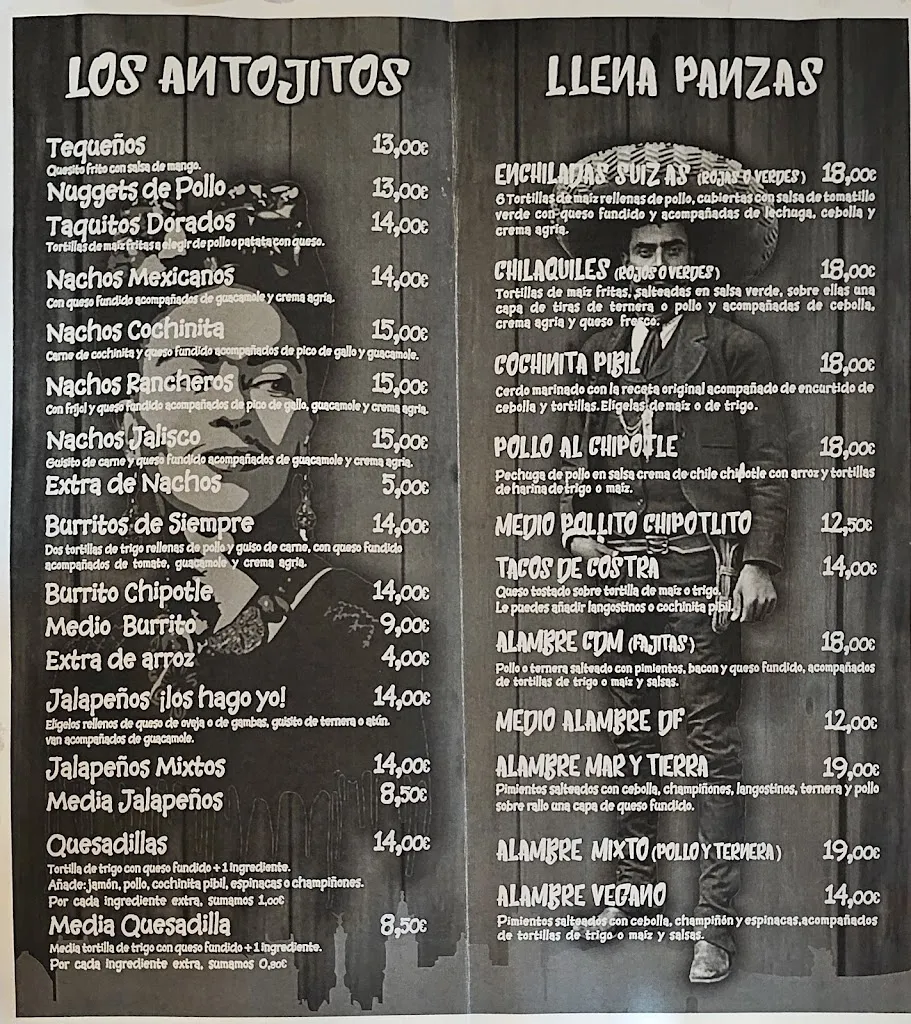 LOS ANTOJITOS
Tequeños 13,00€
Quesito frito con salsa de mango.
Nuggets de Pollo 13,00€
Taquitos Dorados 14,00€
Tortillas de maíz fritas a elegir de pollo o patata con queso.
Nachos Mexicanos 14,00€
Con queso fundido acompañados de guacamole y crema agria.
Nachos Cochinita 15,00€
Carne de cochinita y queso fundido acompañados de pico de gallo y guacamole.
Nachos Rancheros 15,00€
Con frijol y queso fundido acompañados de pico de gallo, guacamole y crema agria.
Nachos Jalisco 15,00€
Guisito de carne y queso fundido acompañados de guacamole y crema agria.
Extra de Nachos 5,00€
Burritos de Siempre 14,00€
Dos tortillas de trigo rellenas de pollo y guiso de carne, con queso fundido
acompañados de tomate, guacamole y crema agria.
Burrito Chipotle 14,00€
Medio Burrito 9,00€
Extra de arroz 4,00€
Jalapeños ¡los hago yo! 14,00€
Elígelos rellenos de queso de oveja o de gambas, guisito de ternera o atún.
van acompañados de guacamole.
Jalapeños Mixtos 14,00€
Media Jalapeños 8,50€
Quesadillas 14,00€
Tortilla de trigo con queso fundido + 1 ingrediente.
Añade: jamón, pollo, cochinita pibil, espinacas o champiñones.
Por cada ingrediente extra, sumamos 1,00€
Media Quesadilla 8,50€
Media tortilla de trigo con queso fundido + 1 ingrediente.
Por cada ingrediente extra, sumamos 0,80€
LLENA PANZAS
ENCHILADAS SUIZAS (ROJAS O VERDES) 18,00€
6 Tortillas de maíz rellenas de pollo, cubiertas con salsa de tomatillo
verde con queso fundido y acompañadas de lechuga, cebolla y
crema agria.
CHILAQUILES (ROJOS O VERDES) 18,00€
Tortillas de maíz fritas, salteadas en salsa verde, sobre ellas una
capa de tiras de ternera o pollo y acompañadas de cebolla,
crema agria y queso fresco.
COCHINITA PIBIL 18,00€
Cerdo marinado con la receta original acompañado de encurtido de
cebolla y tortillas. Elígelas de maíz o de trigo.
POLLO AL CHIPOTLE 18,00€
Pechuga de pollo en salsa crema de chile chipotle con arroz y tortillas
de harina de trigo o maíz.
MEDIO POLLITO CHIPOTLITO 12,50€
TACOS DE COSTRA 14,00€
Queso tostado sobre tortilla de maíz o trigo.
Le puedes añadir langostinos o cochinita pibil.
ALAMBRE CDM (FAJITAS) 18,00€
Pollo o ternera salteado con pimientos, bacon y queso fundido, acompañados
de tortillas de trigo o maíz y salsas.
MEDIO ALAMBRE DF 12,00€
ALAMBRE MAR Y TIERRA 19,00€
Pimientos salteados con cebolla, champiñones, langostinos, ternera y pollo
sobre rallo una capa de queso fundido.
ALAMBRE MIXTO (POLLO Y TERNERA) 19,00€
ALAMBRE VEGANO 14,00€
Pimientos salteados con cebolla, champiñón y espinacas, acompañados
de tortillas de trigo o maíz y salsas.